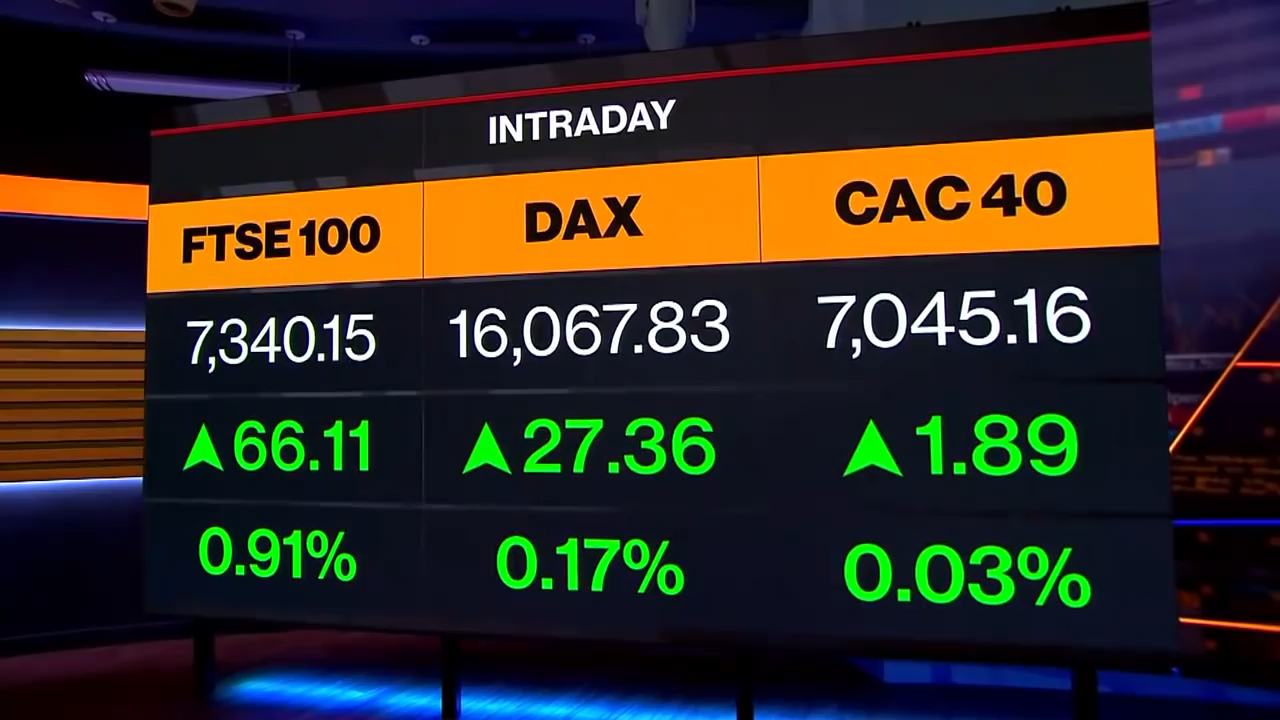 INTRADAY
FTSE 100 DAX CAC 40
7,340.15 16,067.83 7,045.16
▲66.11 ▲27.36 ▲1.89
0.91% 0.17% 0.03%